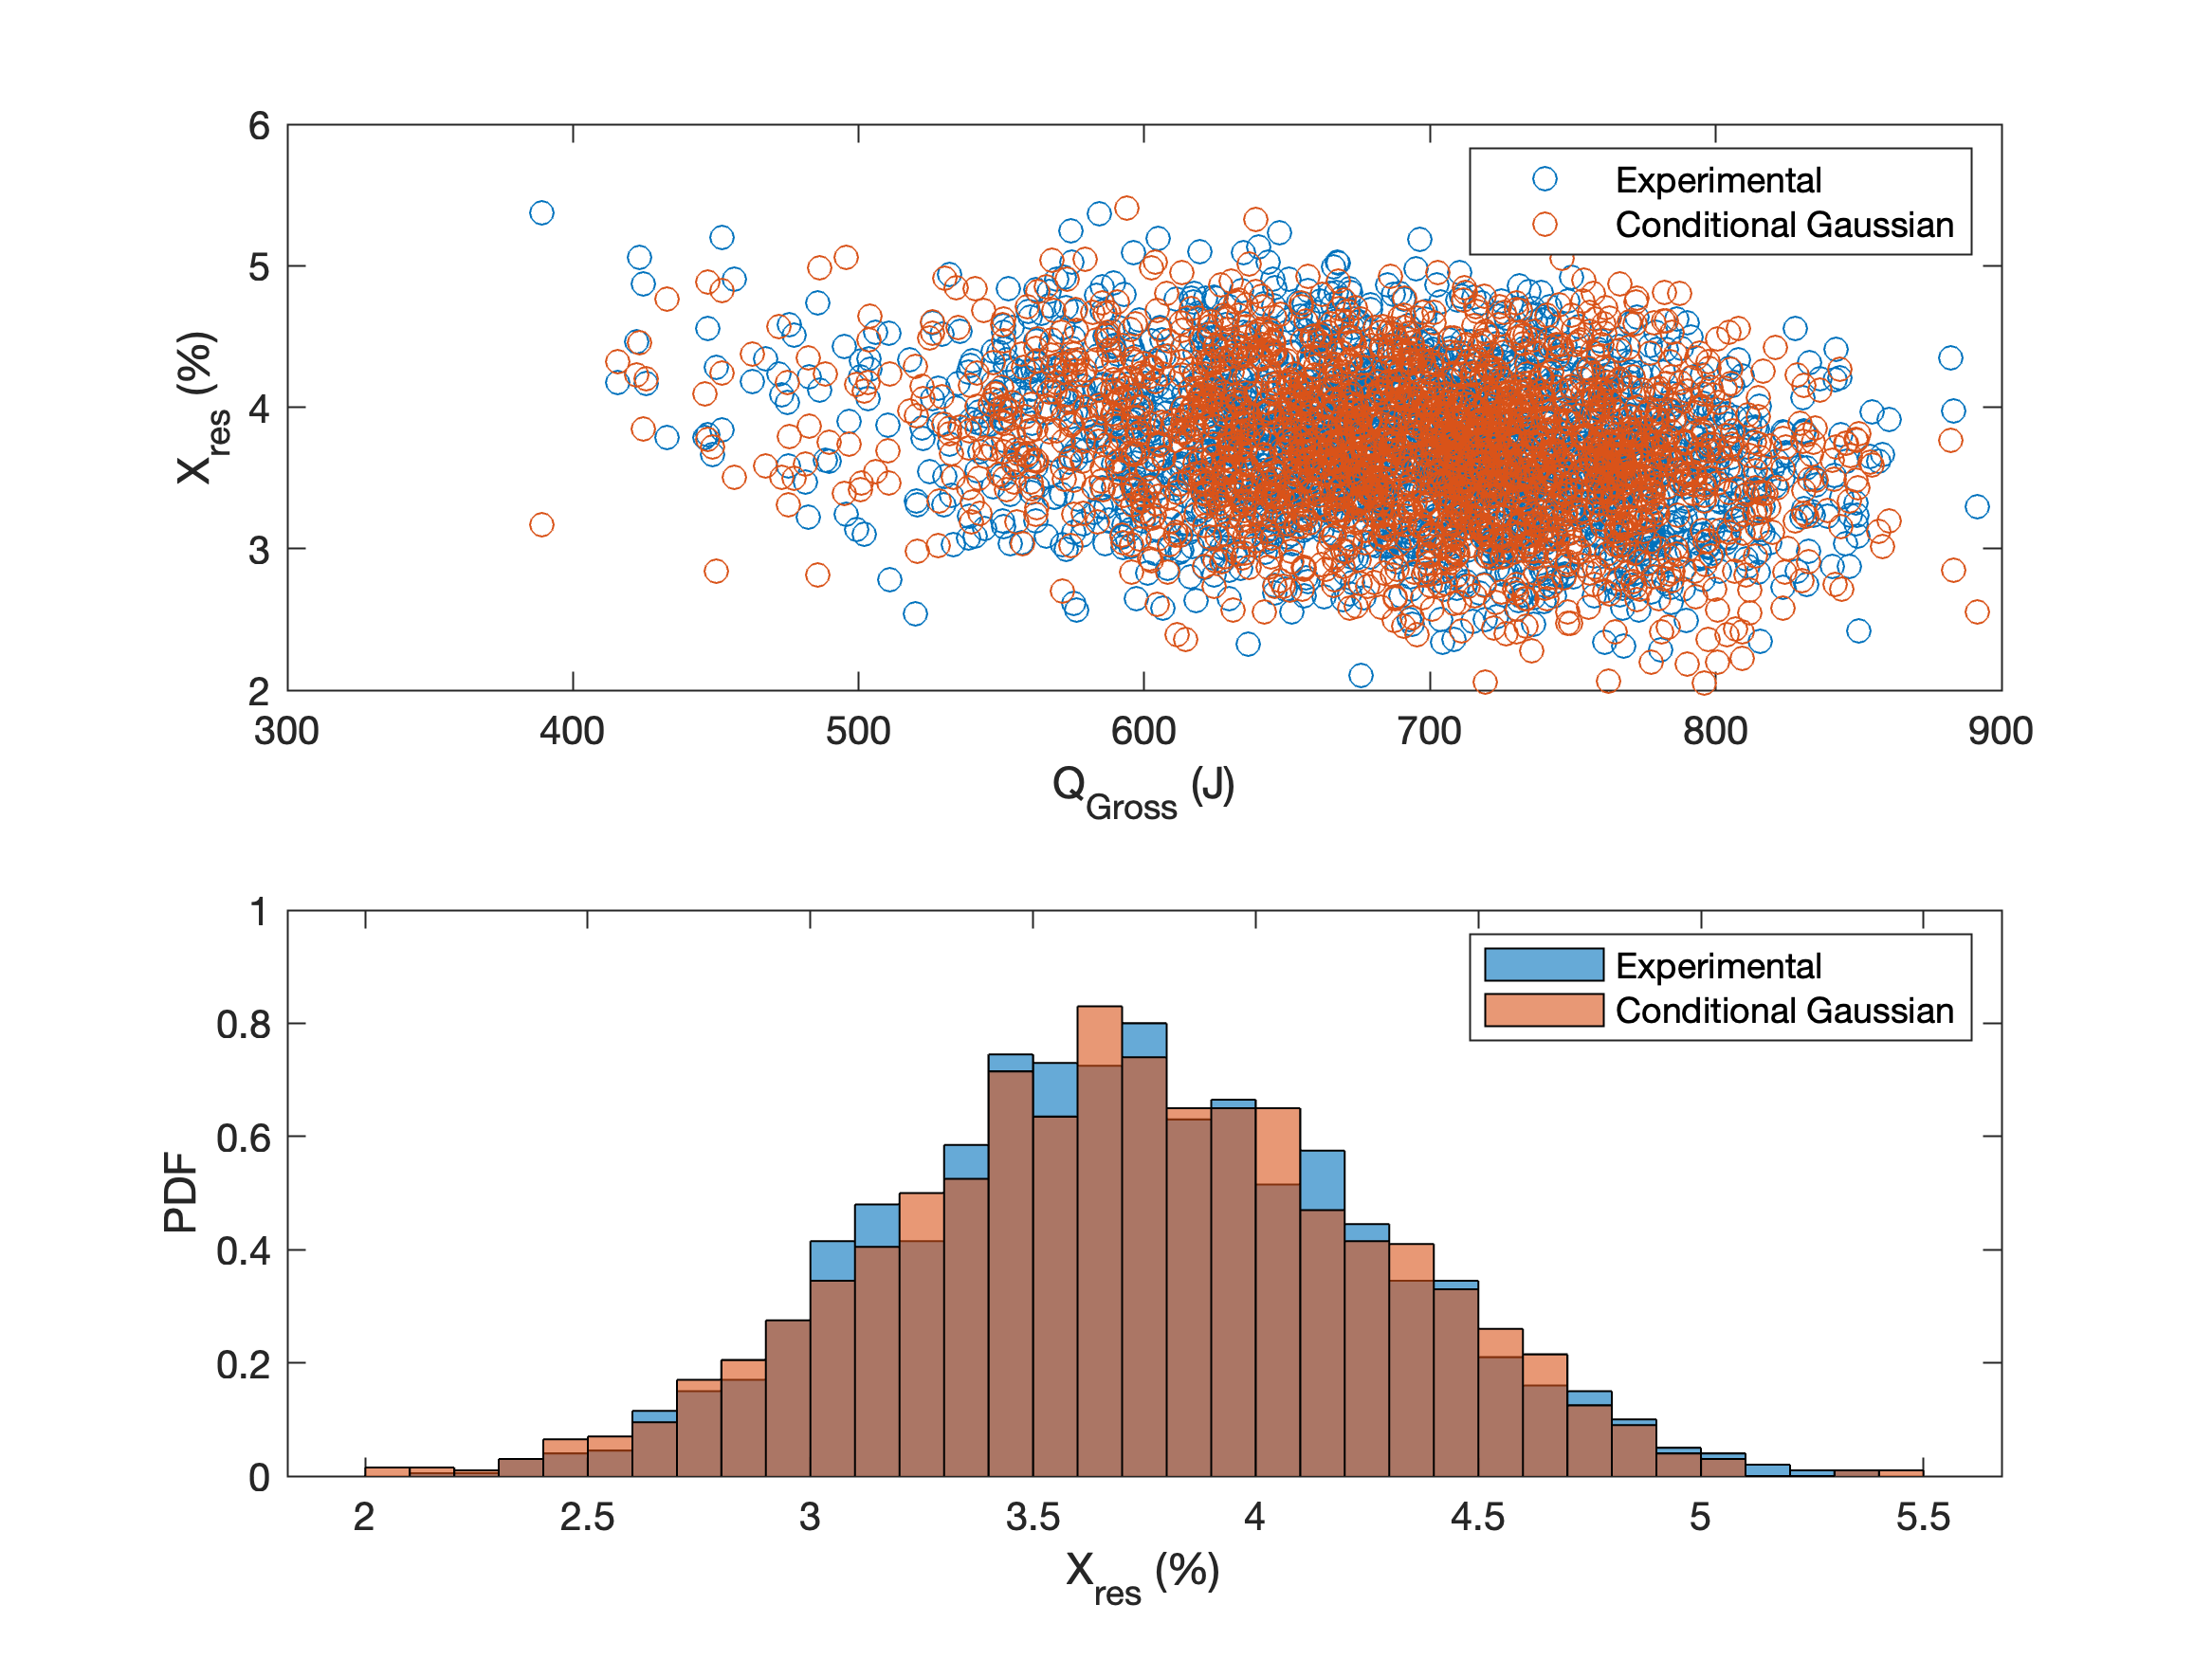 6
5
4
3
2
X_res (%)
Experimental
Conditional Gaussian
300 400 500 600 700 800 900
Q_Gross (J)
1
0.8
0.6
0.4
0.2
0
PDF
Experimental
Conditional Gaussian
2 2.5 3 3.5 4 4.5 5 5.5
X_res (%)